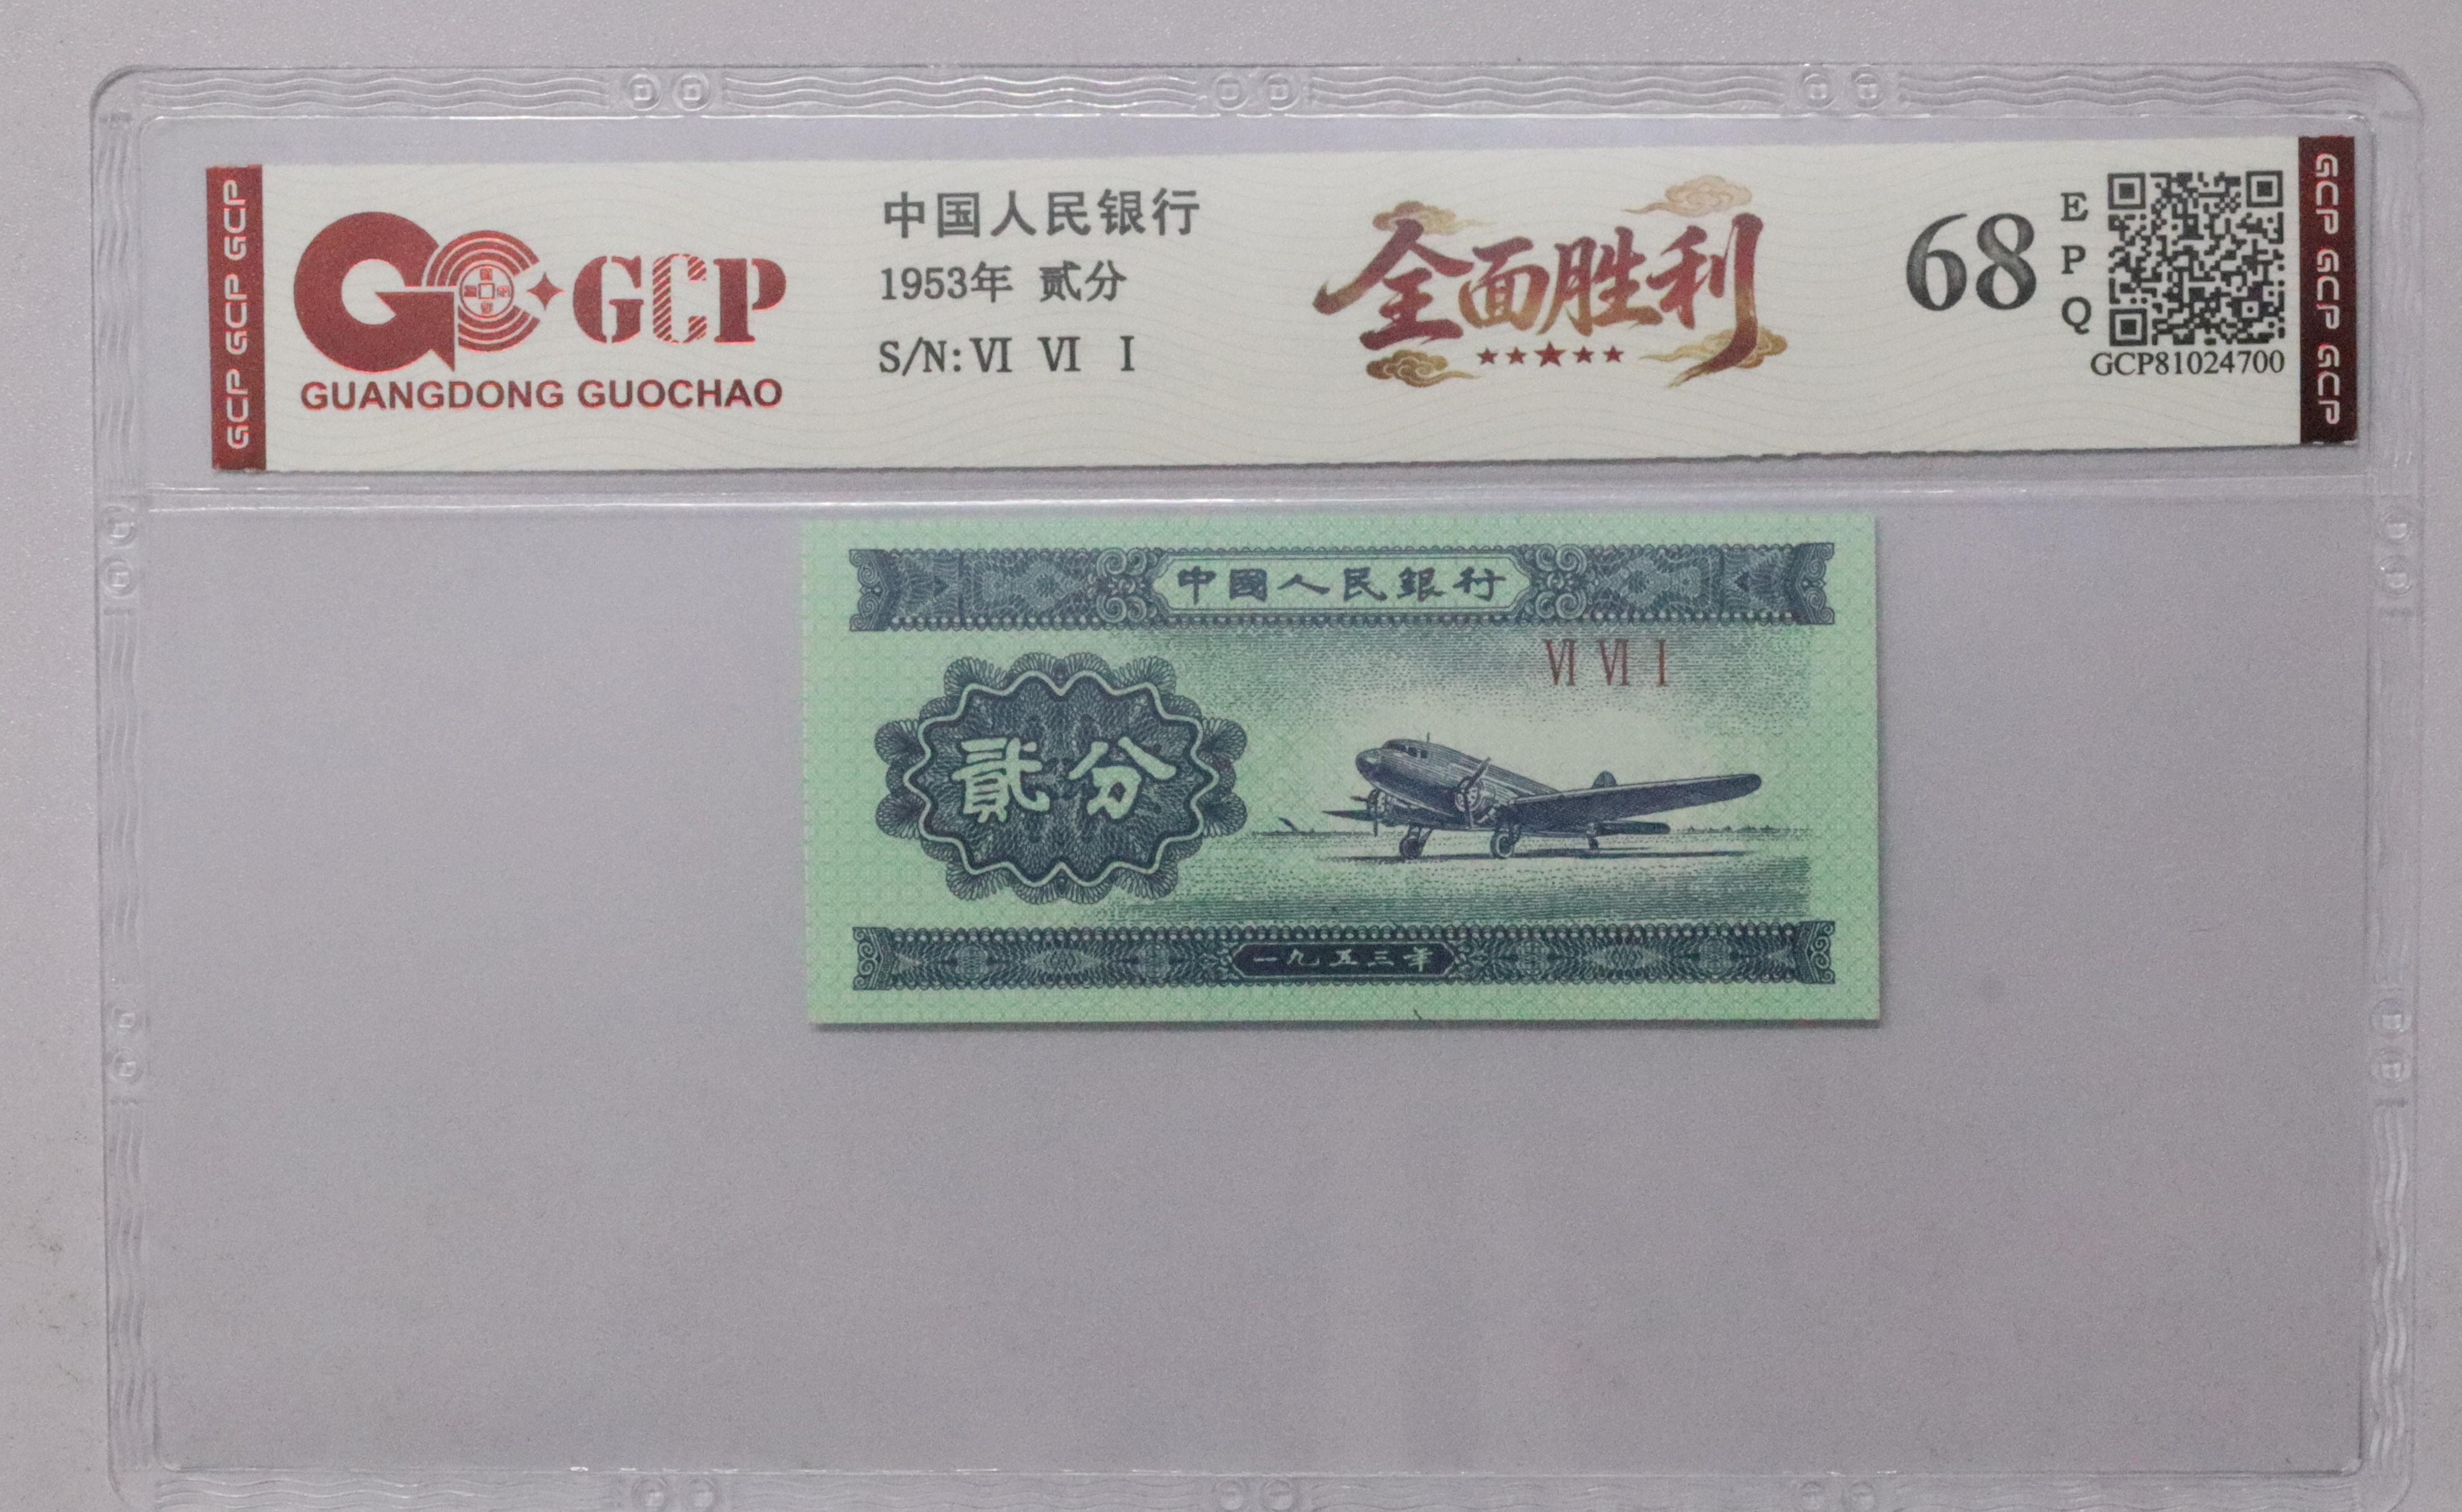 GCP GCP GCP
GCP
GUANGDONG GUOCHAO
中国人民银行
1953年 贰分
S/N: Ⅵ Ⅵ Ⅰ
全面胜利
68
E
P
Q
GCP81024700
GCP GCP GCP
中國人民銀行
Ⅵ Ⅵ Ⅰ
貳分
一九五三年